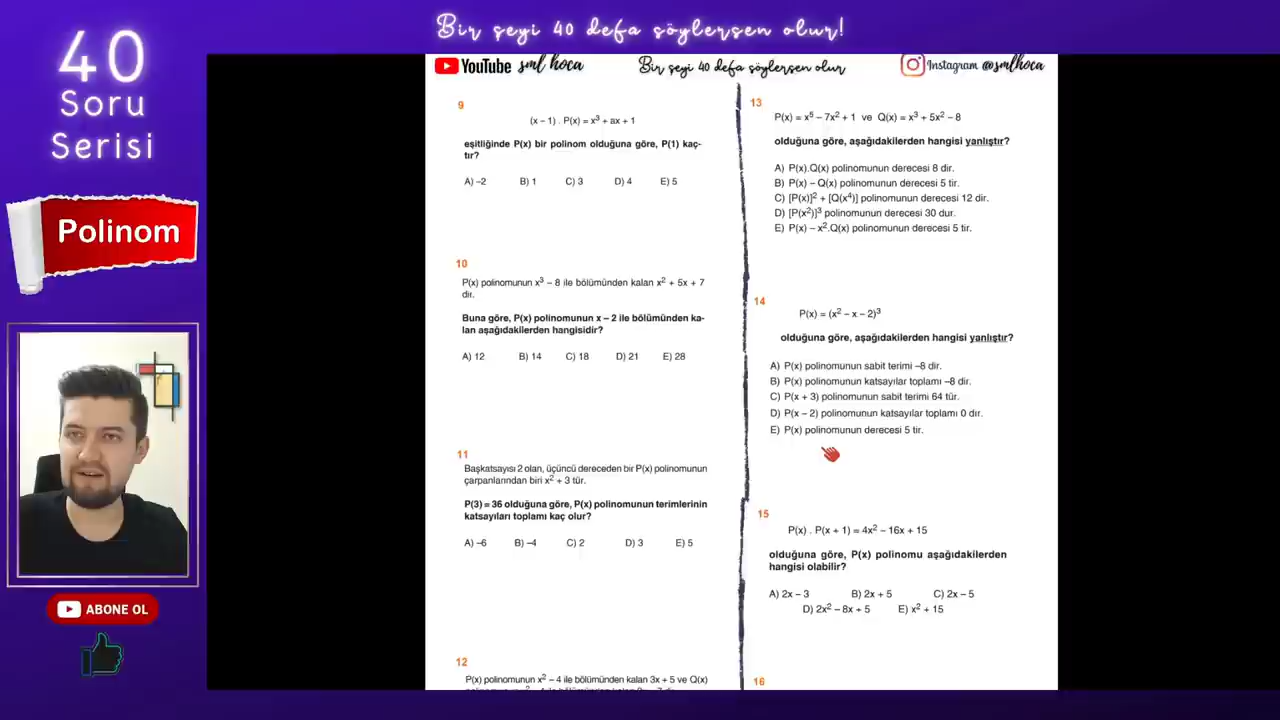 Bir şeyi 40 defa söylersen olur!
40
Soru
Serisi
Polinom
ABONE OL
YouTube sml hoca
Bir şeyi 40 defa söylersen olur
Instagram @smlhoca
9
(x – 1) . P(x) = x³ + ax + 1
eşitliğinde P(x) bir polinom olduğuna göre, P(1) kaç-
tır?
A) –2 B) 1 C) 3 D) 4 E) 5
10
P(x) polinomunun x³ – 8 ile bölümünden kalan x² + 5x + 7
dir.
Buna göre, P(x) polinomunun x – 2 ile bölümünden ka-
lan aşağıdakilerden hangisidir?
A) 12 B) 14 C) 18 D) 21 E) 28
11
Başkatsayısı 2 olan, üçüncü dereceden bir P(x) polinomunun
çarpanlarından biri x² + 3 tür.
P(3) = 36 olduğuna göre, P(x) polinomunun terimlerinin
katsayıları toplamı kaç olur?
A) –6 B) –4 C) 2 D) 3 E) 5
12
P(x) polinomunun x² – 4 ile bölümünden kalan 3x + 5 ve Q(x)
13
P(x) = x⁵ – 7x² + 1 ve Q(x) = x³ + 5x² – 8
olduğuna göre, aşağıdakilerden hangisi yanlıştır?
A) P(x).Q(x) polinomunun derecesi 8 dir.
B) P(x) – Q(x) polinomunun derecesi 5 tir.
C) [P(x)]² + [Q(x⁴)] polinomunun derecesi 12 dir.
D) [P(x²)]³ polinomunun derecesi 30 dur.
E) P(x) – x².Q(x) polinomunun derecesi 5 tir.
14
P(x) = (x² – x – 2)³
olduğuna göre, aşağıdakilerden hangisi yanlıştır?
A) P(x) polinomunun sabit terimi –8 dir.
B) P(x) polinomunun katsayılar toplamı –8 dir.
C) P(x + 3) polinomunun sabit terimi 64 tür.
D) P(x – 2) polinomunun katsayılar toplamı 0 dır.
E) P(x) polinomunun derecesi 5 tir.
15
P(x) . P(x + 1) = 4x² – 16x + 15
olduğuna göre, P(x) polinomu aşağıdakilerden
hangisi olabilir?
A) 2x – 3 B) 2x + 5 C) 2x – 5
D) 2x² – 8x + 5 E) x² + 15
16